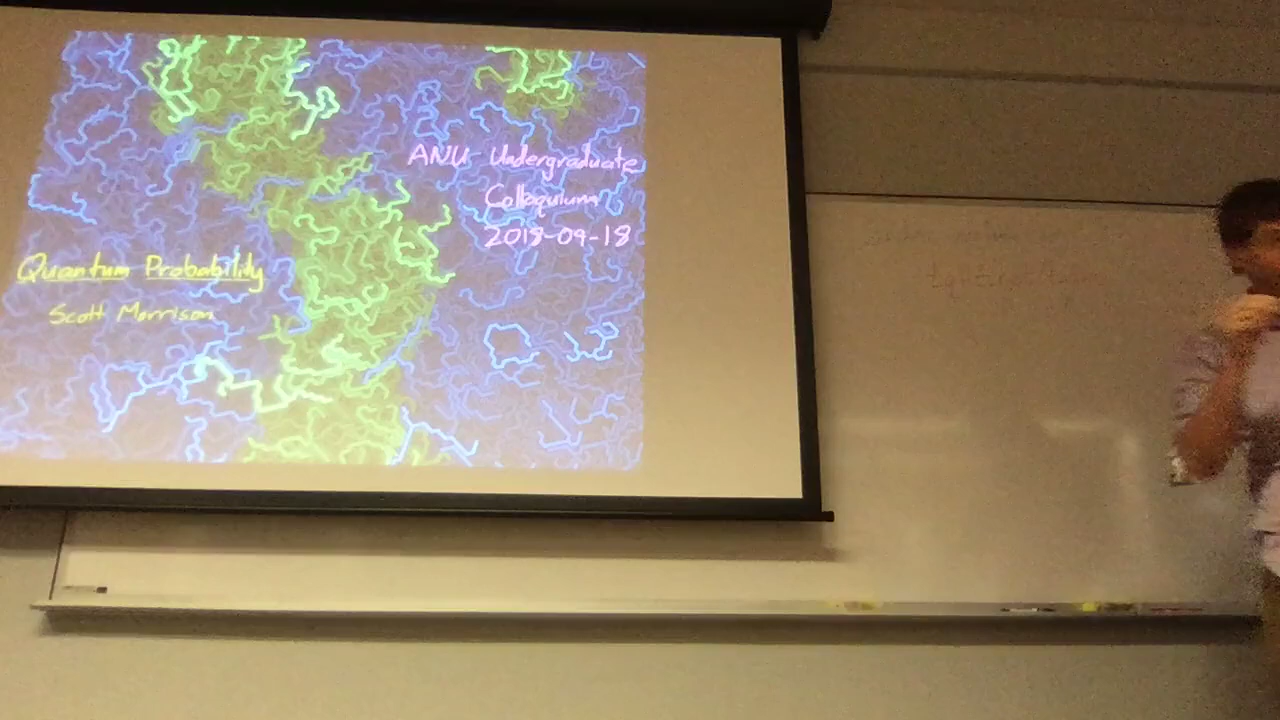 ANU Undergraduate
Colloquium
2018-09-18
Quantum Probability
Scott Morrison